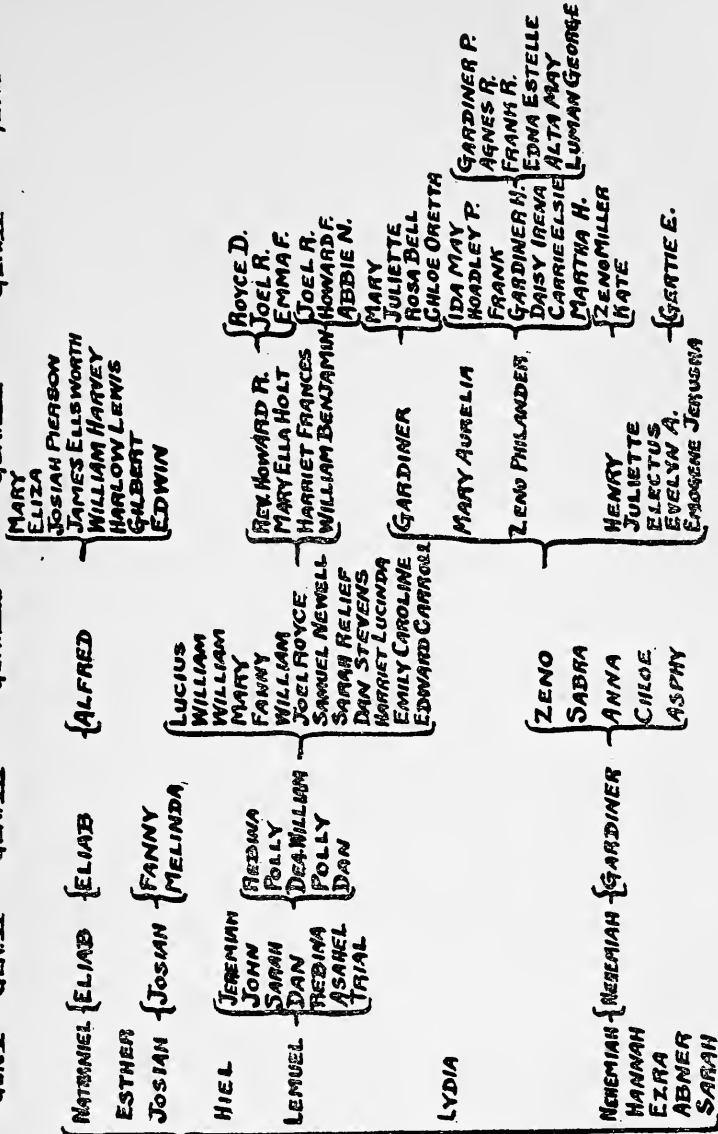 NATHANIEL
ESTHER
JOSIAH
HIEL
LEMUEL
LYDIA
NEHEMIAH
HANNAH
EZRA
ABNER
SARAH
ELIAB
JOSIAH
JEREMIAH
JOHN
SARAH
DAN
REDINA
ASAHEL
TRIAL
NEHEMIAH
ELIAB
FANNY
MELINDA
REDINA
POLLY
DEA. WILLIAM
POLLY
DAN
GARDINER
ALFRED
LUCIUS
WILLIAM
WILLIAM
MARY
FANNY
WILLIAM
JOEL ROYCE
SAMUEL NEWELL
SARAH RELIEF
DAN STEVENS
HARRIET LUCINDA
EMILY CAROLINE
EDWARD CARROLL
ZENO
SABRA
ANNA
CHLOE
ASPHY
MARY
ELIZA
JOSIAH PIERSON
JAMES ELLSWORTH
WILLIAM HARVEY
HARLOW LEWIS
GILBERT
EDWIN
REV. HOWARD R.
MARY ELLA HOLT
HARRIET FRANCES
WILLIAM BENJAMIN
GARDINER
MARY AURELIA
ZENO PHILANDER
HENRY
JULIETTE
ELECTUS
EVELYN A.
EMOGENE JERUSHA
ROYCE D.
JOEL R.
EMMA F.
JOEL R.
HOWARD F.
ABBIE N.
MARY
JULIETTE
ROSA BELL
CHLOE ORETTA
IDA MAY
HOADLEY P.
FRANK
GARDINER H.
DAISY IRENA
CARRIE ELSIE
MARTHA H.
ZENO MILLER
KATE
GERTIE E.
GARDINER P.
AGNES R.
FRANK R.
EDNA ESTELLE
ALTA MAY
LUMAN GEORGE